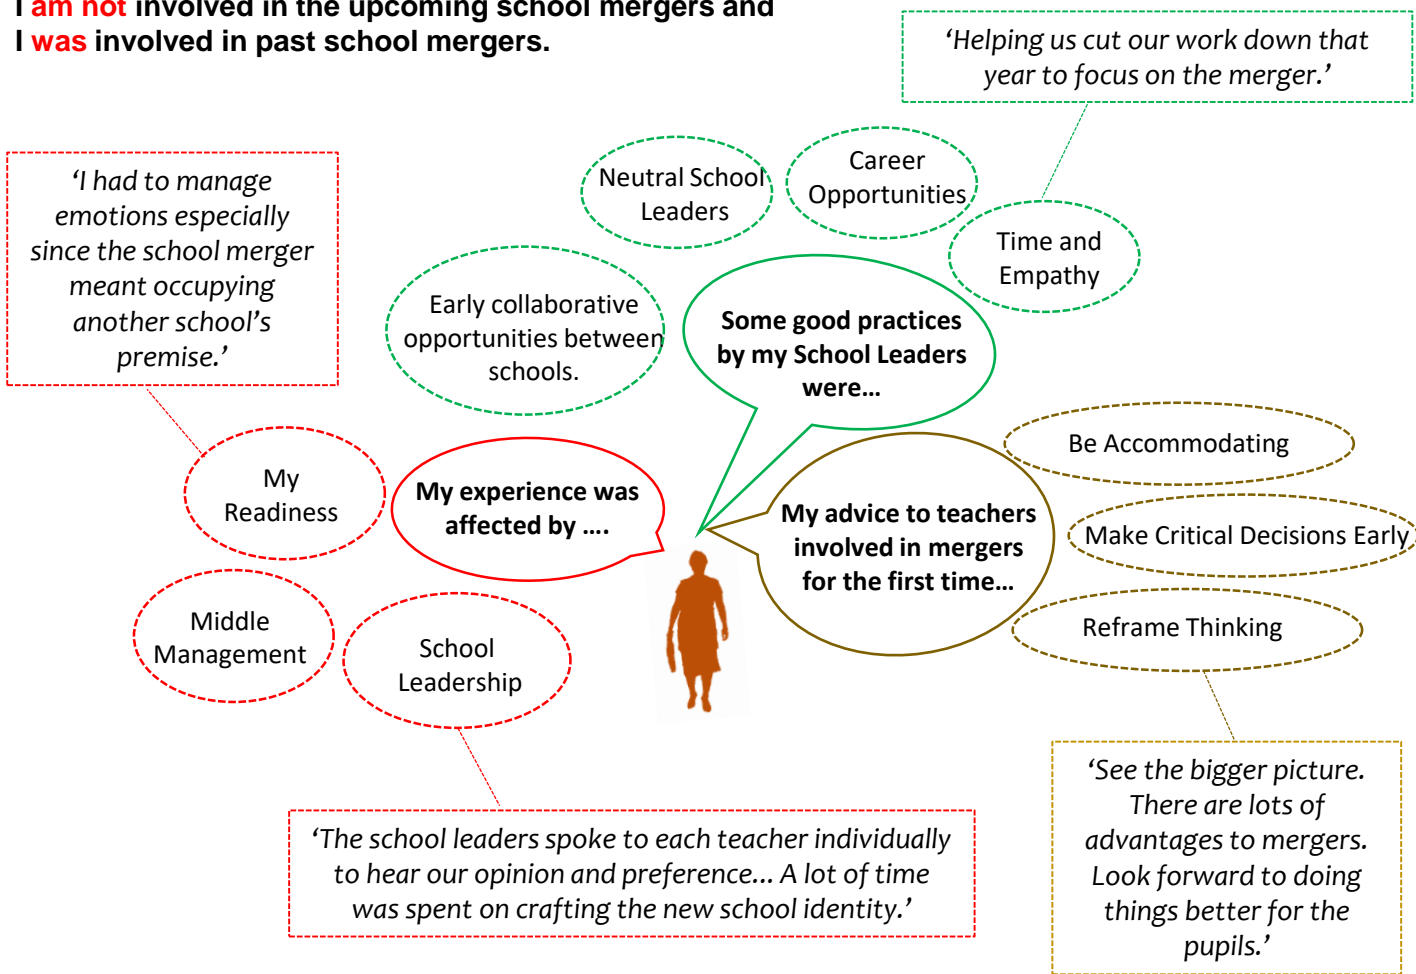 I am not involved in the upcoming school mergers and
I was involved in past school mergers.
‘Helping us cut our work down that
year to focus on the merger.’
Neutral School
Leaders
Career
Opportunities
Time and
Empathy
‘I had to manage
emotions especially
since the school merger
meant occupying
another school’s
premise.’
Early collaborative
opportunities between
schools.
Some good practices
by my School Leaders
were…
My
Readiness
My experience was
affected by ….
Middle
Management
School
Leadership
My advice to teachers
involved in mergers
for the first time…
Be Accommodating
Make Critical Decisions Early
Reframe Thinking
‘The school leaders spoke to each teacher individually
to hear our opinion and preference... A lot of time
was spent on crafting the new school identity.’
‘See the bigger picture.
There are lots of
advantages to mergers.
Look forward to doing
things better for the
pupils.’